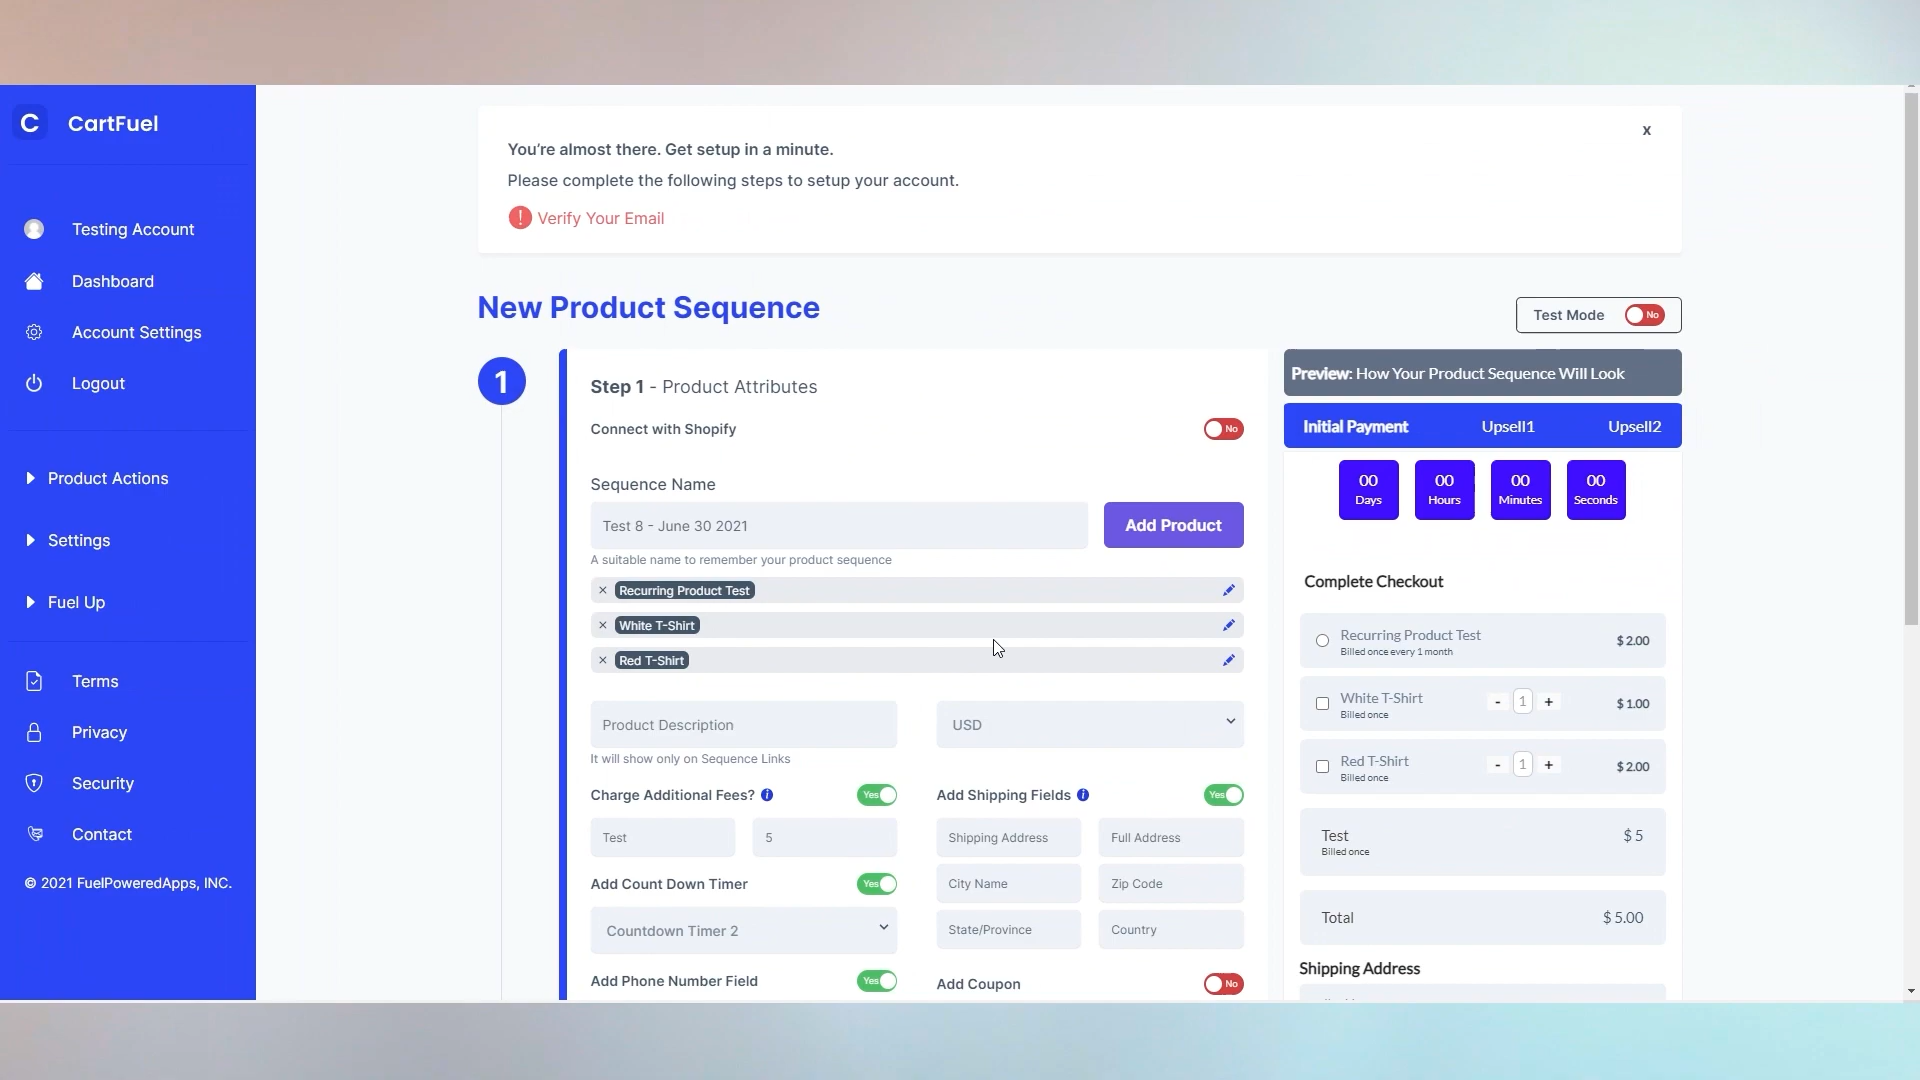 C CartFuel
Testing Account
Dashboard
Account Settings
Logout
Product Actions
Settings
Fuel Up
Terms
Privacy
Security
Contact
© 2021 FuelPoweredApps, INC.
x
You're almost there. Get setup in a minute.
Please complete the following steps to setup your account.
! Verify Your Email
New Product Sequence
Test Mode No
1
Step 1 - Product Attributes
Connect with Shopify No
Sequence Name
Test 8 - June 30 2021
Add Product
A suitable name to remember your product sequence
× Recurring Product Test
× White T-Shirt
× Red T-Shirt
Product Description
USD
It will show only on Sequence Links
Charge Additional Fees? i Yes
Add Shipping Fields i Yes
Test
5
Shipping Address
Full Address
Add Count Down Timer Yes
City Name
Zip Code
Countdown Timer 2
State/Province
Country
Add Phone Number Field Yes
Add Coupon No
Preview: How Your Product Sequence Will Look
Initial Payment Upsell1 Upsell2
00 00 00 00
Days Hours Minutes Seconds
Complete Checkout
Recurring Product Test $ 2.00
Billed once every 1 month
White T-Shirt - 1 + $ 1.00
Billed once
Red T-Shirt - 1 + $ 2.00
Billed once
Test $ 5
Billed once
Total $ 5.00
Shipping Address